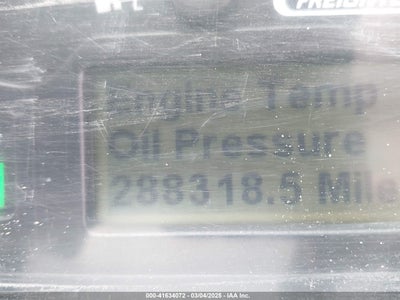 Engine Temp
Oil Pressure
288318.5 Mile
000-41634072 - 03/04/2025 - IAA Inc.